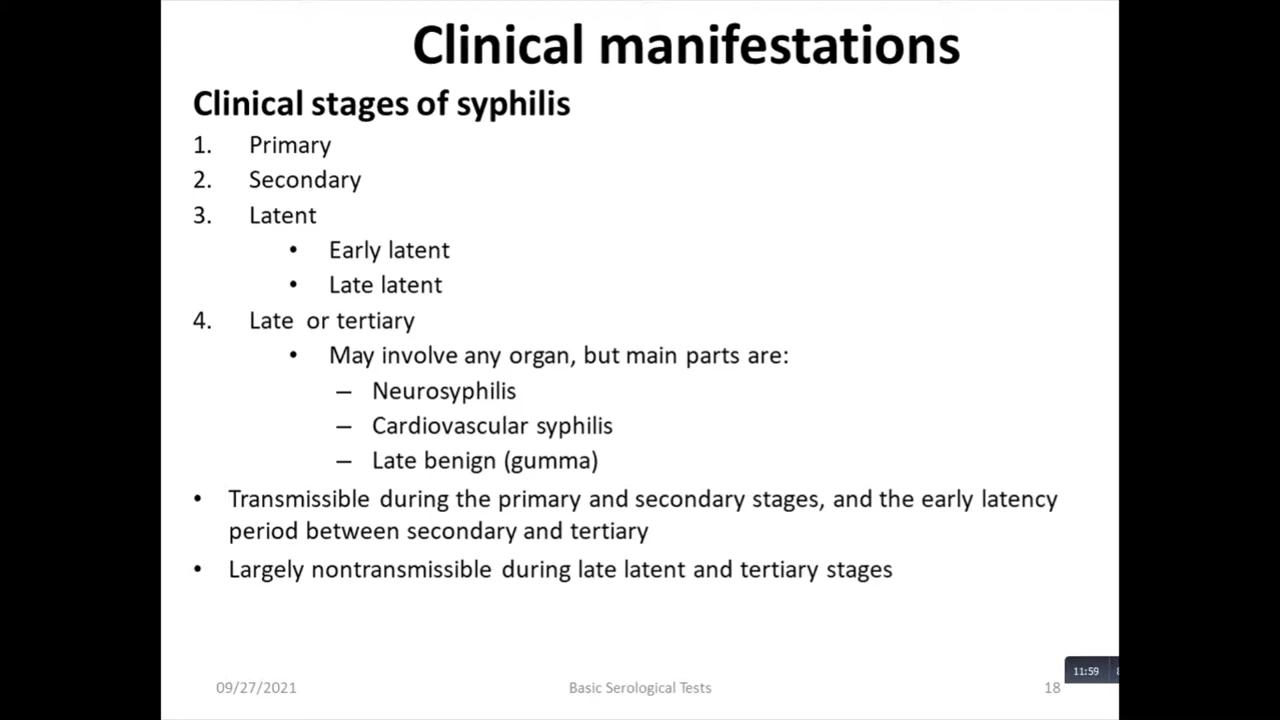 Clinical manifestations
Clinical stages of syphilis
1. Primary
2. Secondary
3. Latent
• Early latent
• Late latent
4. Late or tertiary
• May involve any organ, but main parts are:
– Neurosyphilis
– Cardiovascular syphilis
– Late benign (gumma)
• Transmissible during the primary and secondary stages, and the early latency
period between secondary and tertiary
• Largely nontransmissible during late latent and tertiary stages
11:59
09/27/2021 Basic Serological Tests 18